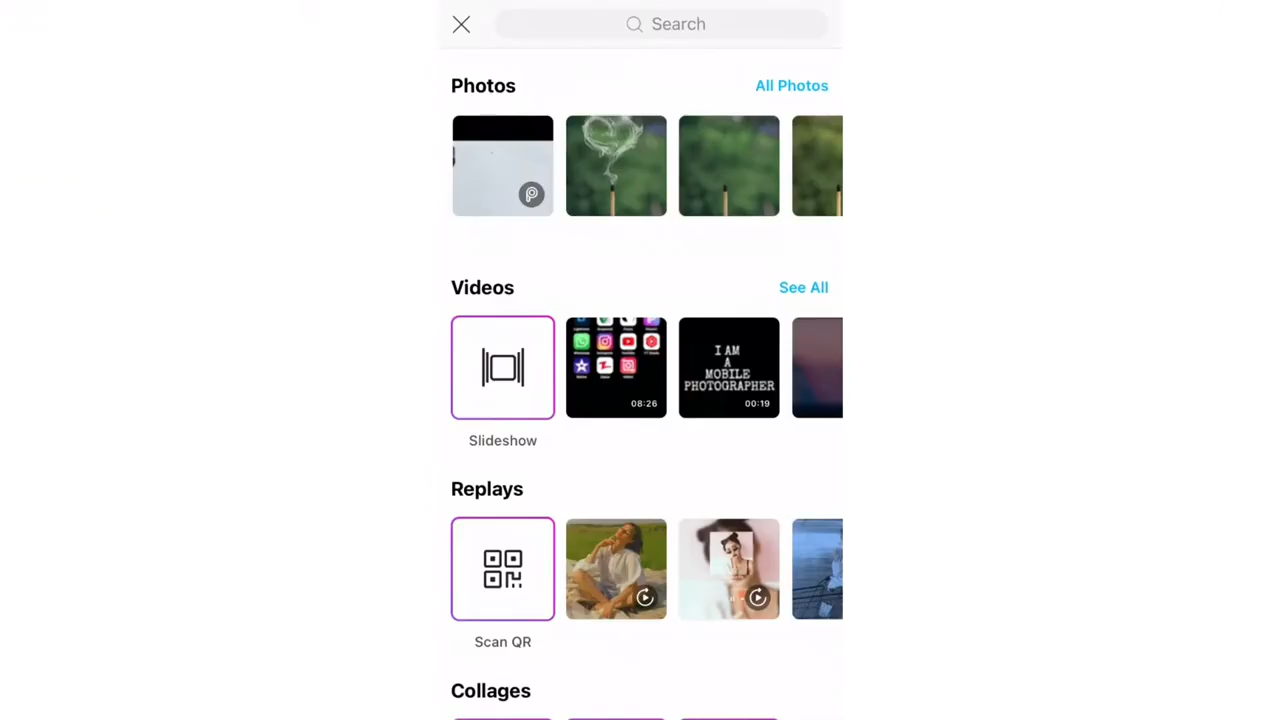 Search
Photos
All Photos
Videos
See All
08:26
I AM
A
MOBILE
PHOTOGRAPHER
00:19
Slideshow
Replays
Scan QR
Collages